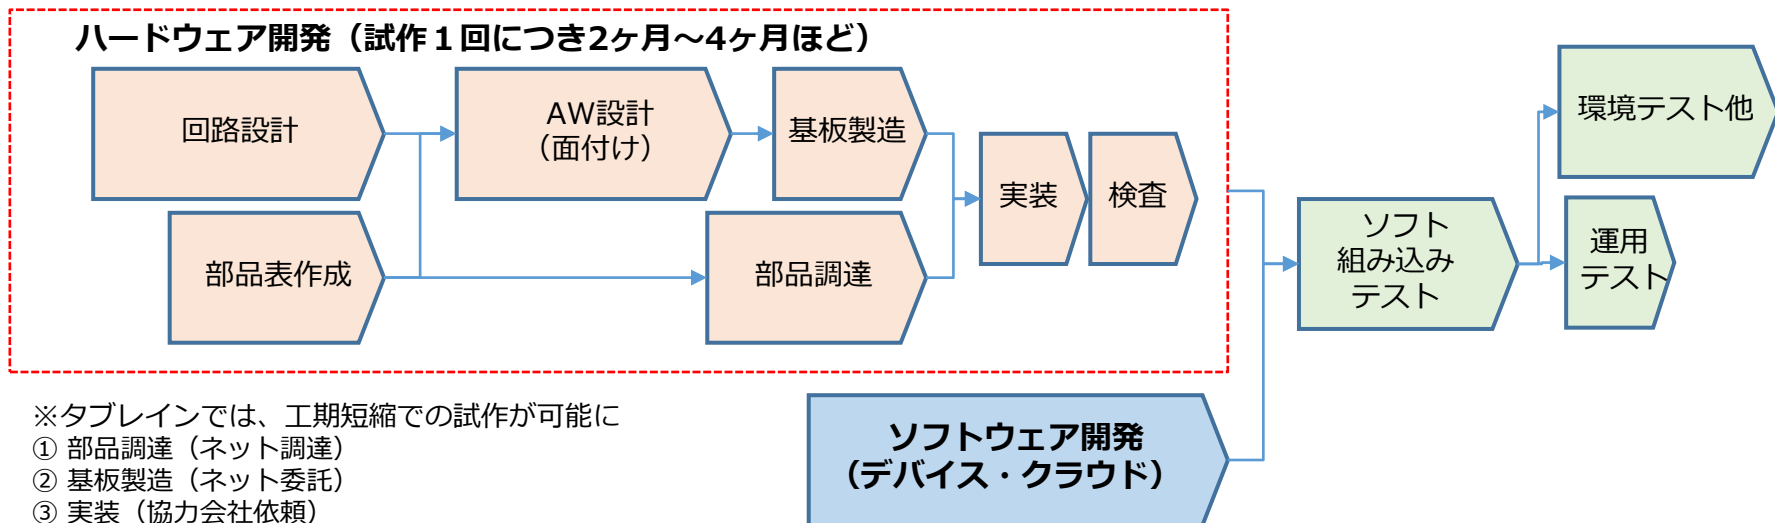 ハードウェア開発（試作１回につき2ヶ月～4ヶ月ほど）
回路設計
AW設計
（面付け）
基板製造
部品表作成
部品調達
実装
検査
ソフト
組み込み
テスト
環境テスト他
運用
テスト
ソフトウェア開発
（デバイス・クラウド）
※タブレインでは、工期短縮での試作が可能に
① 部品調達（ネット調達）
② 基板製造（ネット委託）
③ 実装（協力会社依頼）